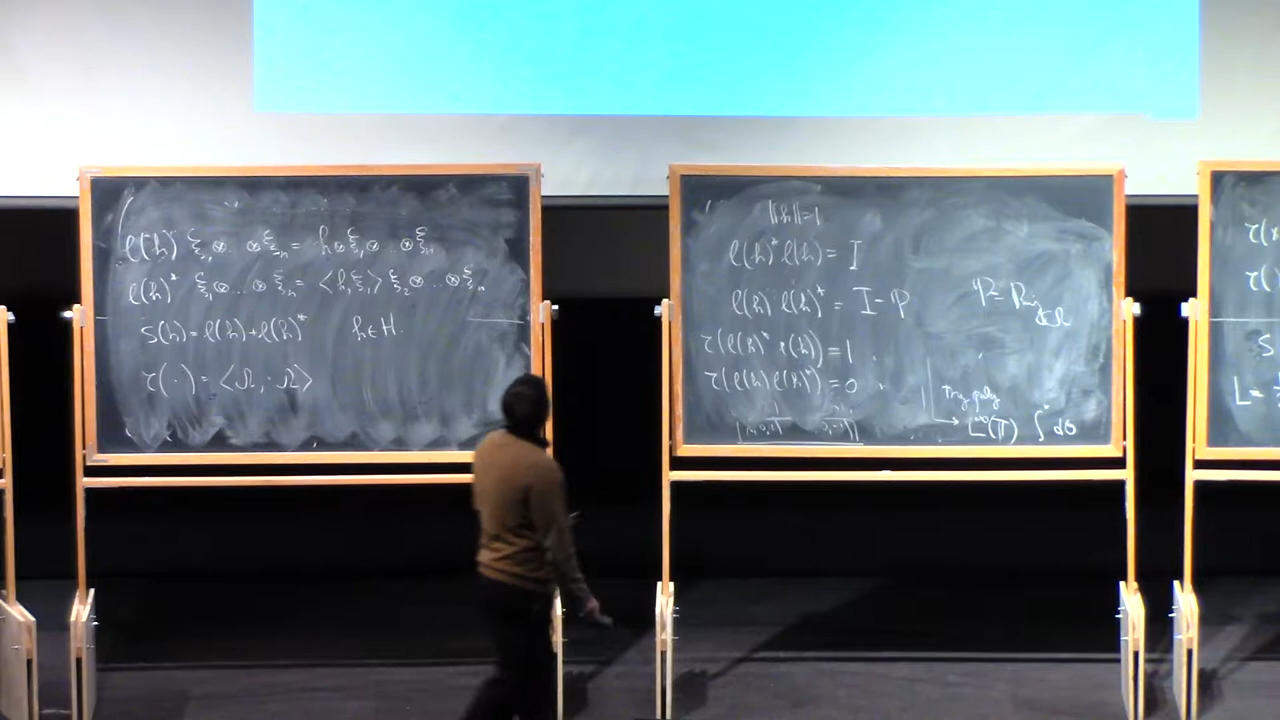 ℓ(h) ξ₁⊗...⊗ξₙ = h⊗ξ₁⊗...⊗ξₙ
ℓ(h)* ξ₁⊗...⊗ξₙ = <h,ξ₁> ξ₂⊗...⊗ξₙ
s(h) = ℓ(h)+ℓ(h)* h∈H.
τ(·) = <Ω, ·Ω>
||h||=1
ℓ(h)* ℓ(h) = I
ℓ(h) ℓ(h)* = I-P P=P
τ(ℓ(h)* ℓ(h)) = 1
τ(ℓ(h) ℓ(h)*) = 0
Trig poly
L^∞(𝕋) ∫ dθ
τ(
τ(
S
L=